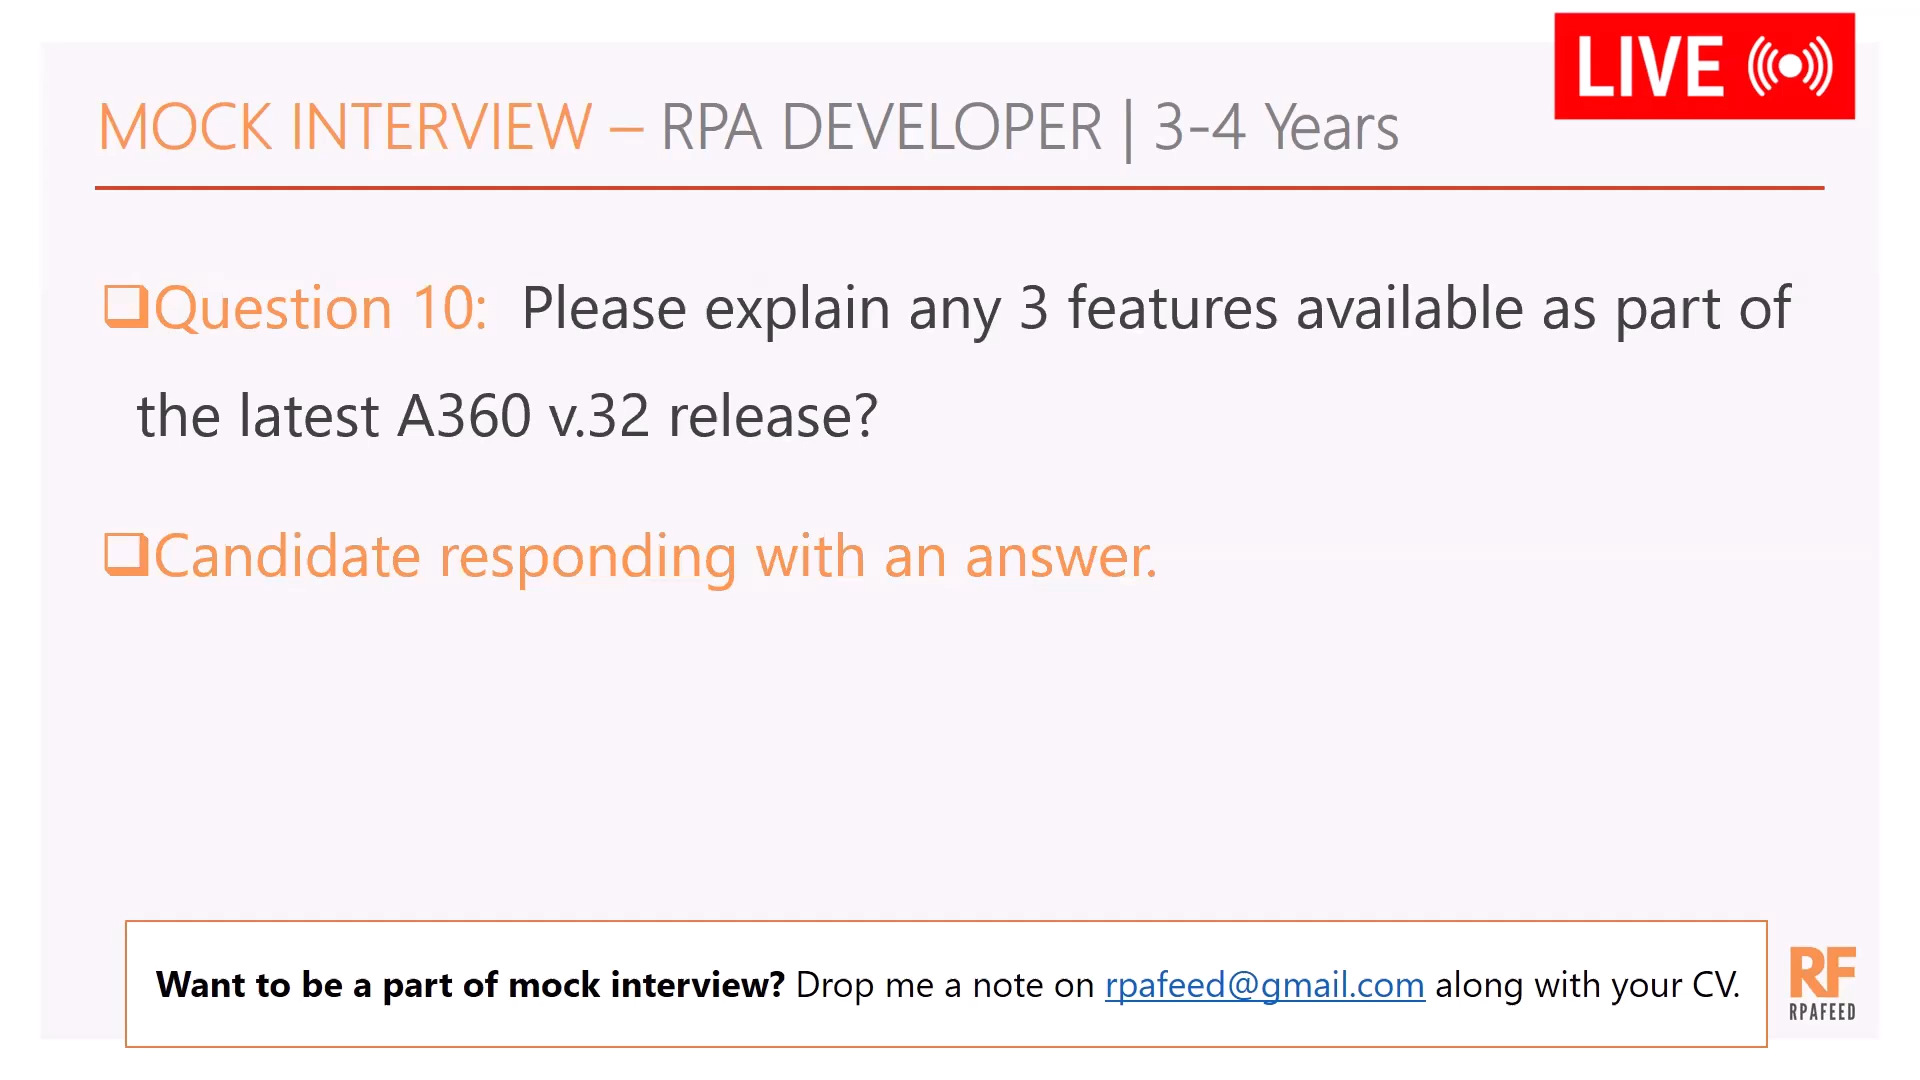 LIVE
MOCK INTERVIEW – RPA DEVELOPER | 3-4 Years
Question 10: Please explain any 3 features available as part of
the latest A360 v.32 release?
Candidate responding with an answer.
Want to be a part of mock interview? Drop me a note on rpafeed@gmail.com along with your CV.
RF
RPAFEED